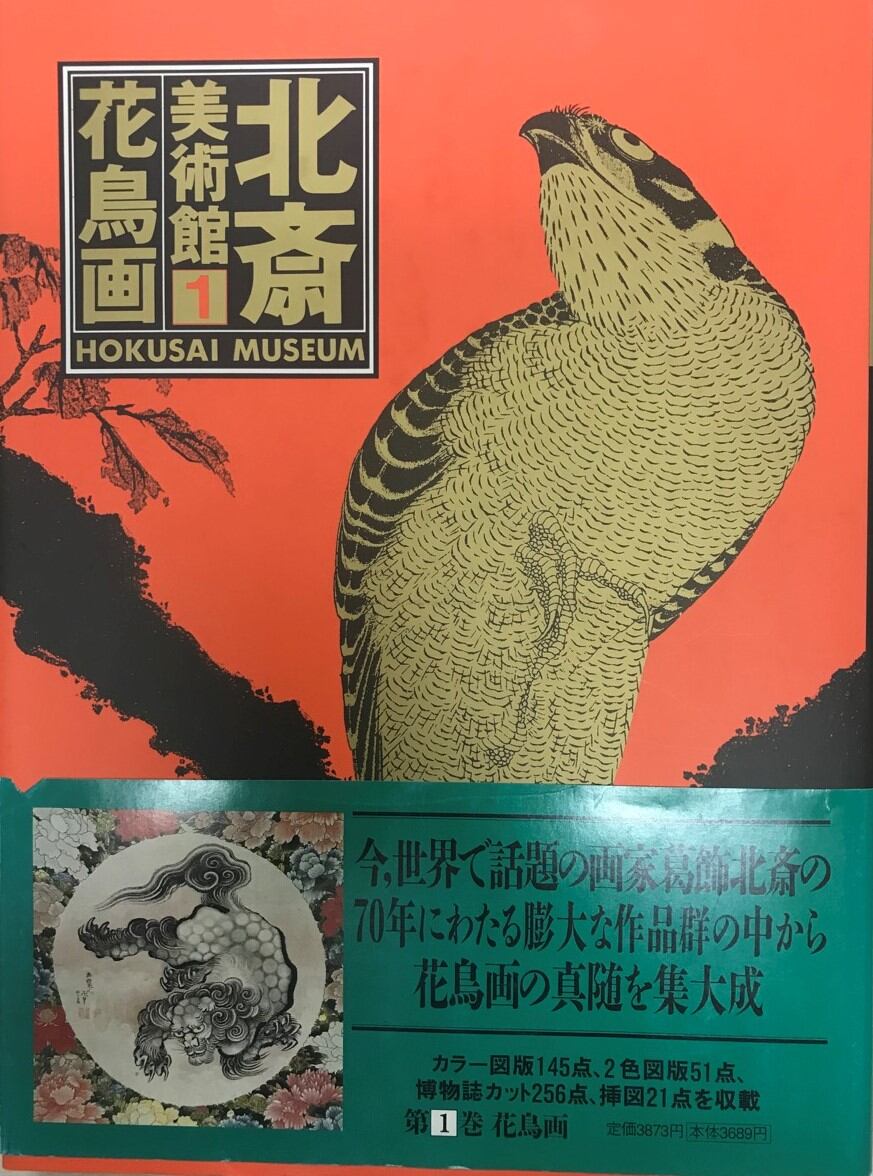 北斎
美術館1
花鳥画
HOKUSAI MUSEUM
今,世界で話題の画家葛飾北斎の
70年にわたる膨大な作品群の中から
花鳥画の真随を集大成
カラー図版145点、2色図版51点、
博物誌カット256点、挿図21点を収載
第1巻 花鳥画 定価3873円 本体3689円